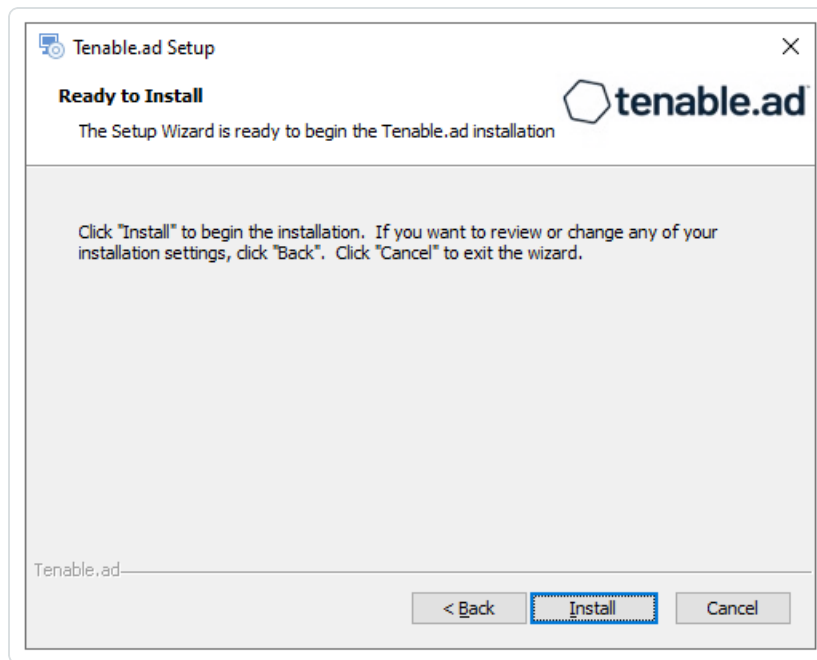 Tenable.ad Setup
Ready to Install
tenable.ad
The Setup Wizard is ready to begin the Tenable.ad installation
Click "Install" to begin the installation.  If you want to review or change any of your
installation settings, click "Back".  Click "Cancel" to exit the wizard.
Tenable.ad
< Back
Install
Cancel